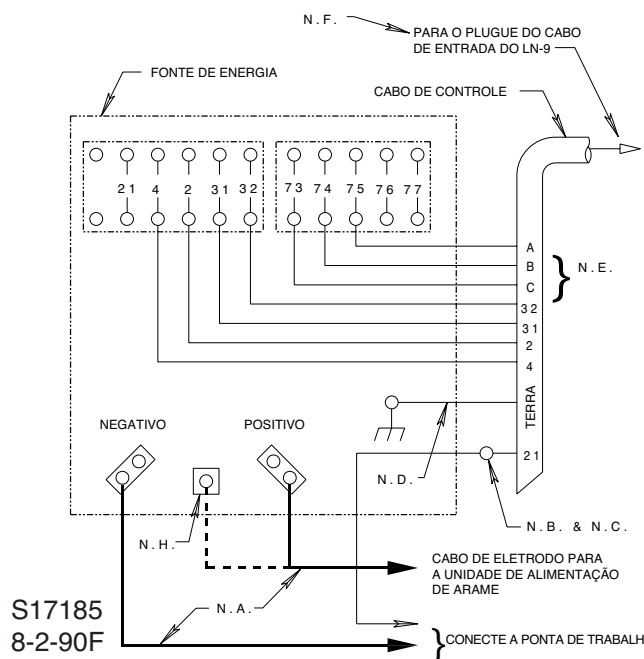 N.F.
PARA O PLUGUE DO CABO
DE ENTRADA DO LN-9
FONTE DE ENERGIA
CABO DE CONTROLE
21 4 2 31 32 73 74 75 76 77
A
B
C
N.E.
32
31
2
4
TERRA
NEGATIVO
POSITIVO
21
N.D.
N.B. & N.C.
N.H.
CABO DE ELETRODO PARA
A UNIDADE DE ALIMENTAÇÃO
DE ARAME
N.A.
S17185
8-2-90F
CONECTE A PONTA DE TRABALH